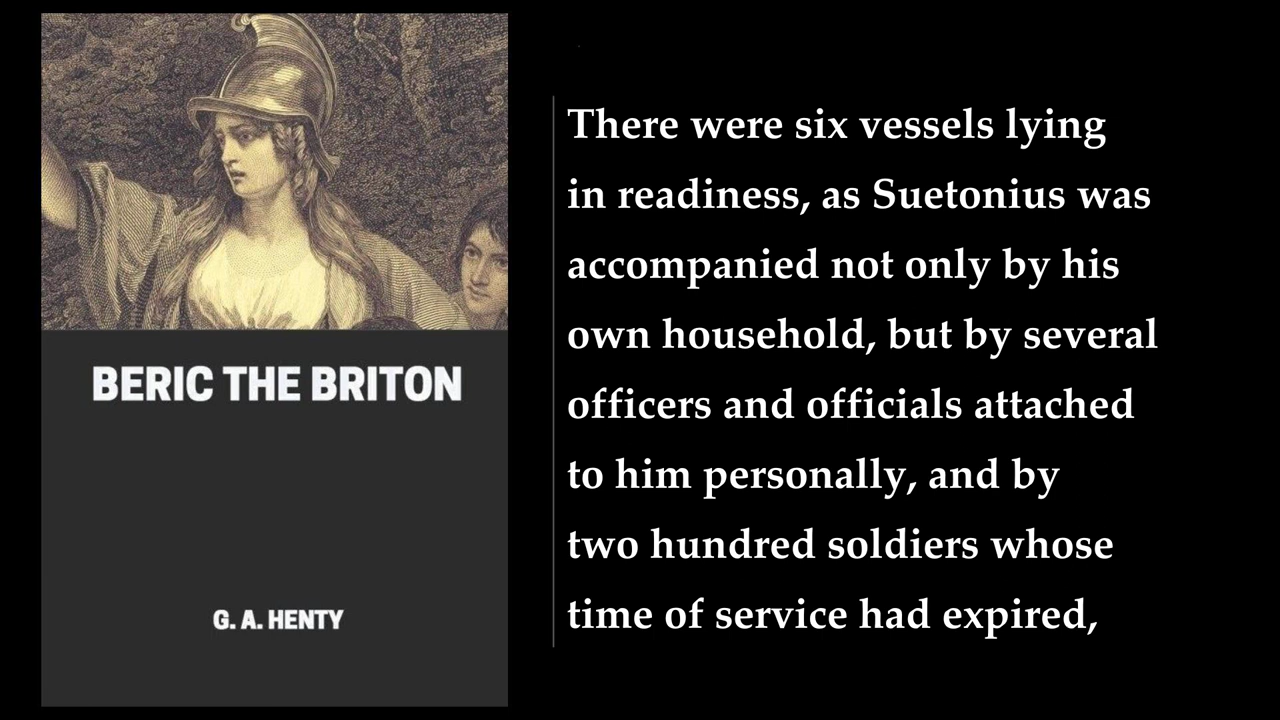 BERIC THE BRITON
G. A. HENTY
There were six vessels lying
in readiness, as Suetonius was
accompanied not only by his
own household, but by several
officers and officials attached
to him personally, and by
two hundred soldiers whose
time of service had expired,